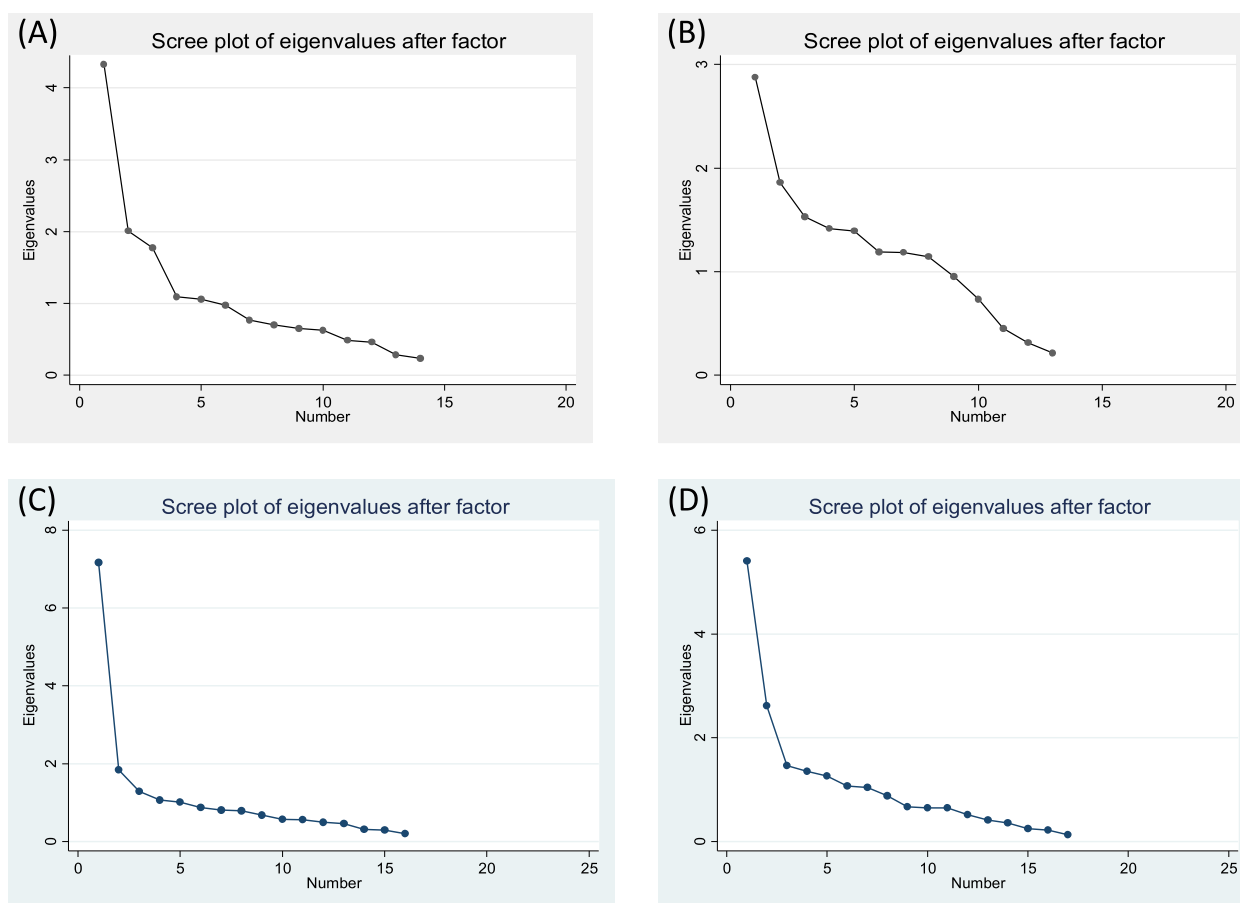 (A)
Scree plot of eigenvalues after factor
Eigenvalues
4
3
2
1
0
0 5 10 15 20
Number
(B)
Scree plot of eigenvalues after factor
Eigenvalues
3
2
1
0
0 5 10 15 20
Number
(C)
Scree plot of eigenvalues after factor
Eigenvalues
8
6
4
2
0
0 5 10 15 20 25
Number
(D)
Scree plot of eigenvalues after factor
Eigenvalues
6
4
2
0
0 5 10 15 20 25
Number